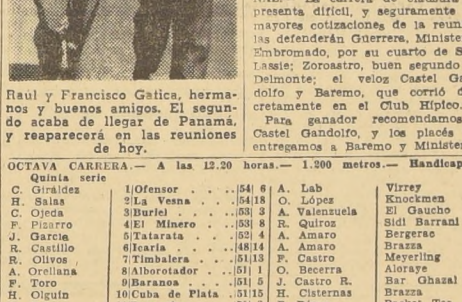 Raúl y Francisco Gatica, herma-
nos y buenos amigos. El segun-
do acaba de llegar de Panamá,
y reaparecerá en las reuniones
de hoy.
presenta difícil, y seguramente
mayores cotizaciones de la reun
las defenderán Guerrera, Ministe
Embromado, por su cuarto de S
Lassie; Zoroastro, buen segundo
Delmonte; el veloz Castel Ga
dolfo y Baremo, que corrió d
cretamente en el Club Hípico.
Para ganador recomendamos
Castel Gandolfo, y los placés
entregamos a Baremo y Minister
OCTAVA CARRERA.— A las 12.20 horas.— 1.200 metros.— Handicap
Quinta serie
C. Giráldez 1|Ofensor . . . .|54| 6 A. Lab Virrey
H. Salas 2|La Vesna . . .|54|18 O. López Knockmen
C. Ojeda 3|Buriel . . . .|53| 3 A. Valenzuela El Gaucho
F. Pizarro 4|El Minero . . .|53| 8 R. Quiroz Sidi Barrani
J. García 5|Tatarata . . .|52| 4 A. Amaro Bergerac
R. Castillo 6|Icaria . . . .|48|14 A. Amaro Brazza
R. Olivos 7|Timbalera . . .|51|13 F. Castro Meyerling
A. Orellana 8|Alborotador . .|51| 1 O. Becerra Aloraye
F. Toro 9|Baranoa . . .|51| 5 J. Castro R. Bar Ghazal
H. Olguín 10|Cuba de Plata .|51|15 H. Cisterna Brazza